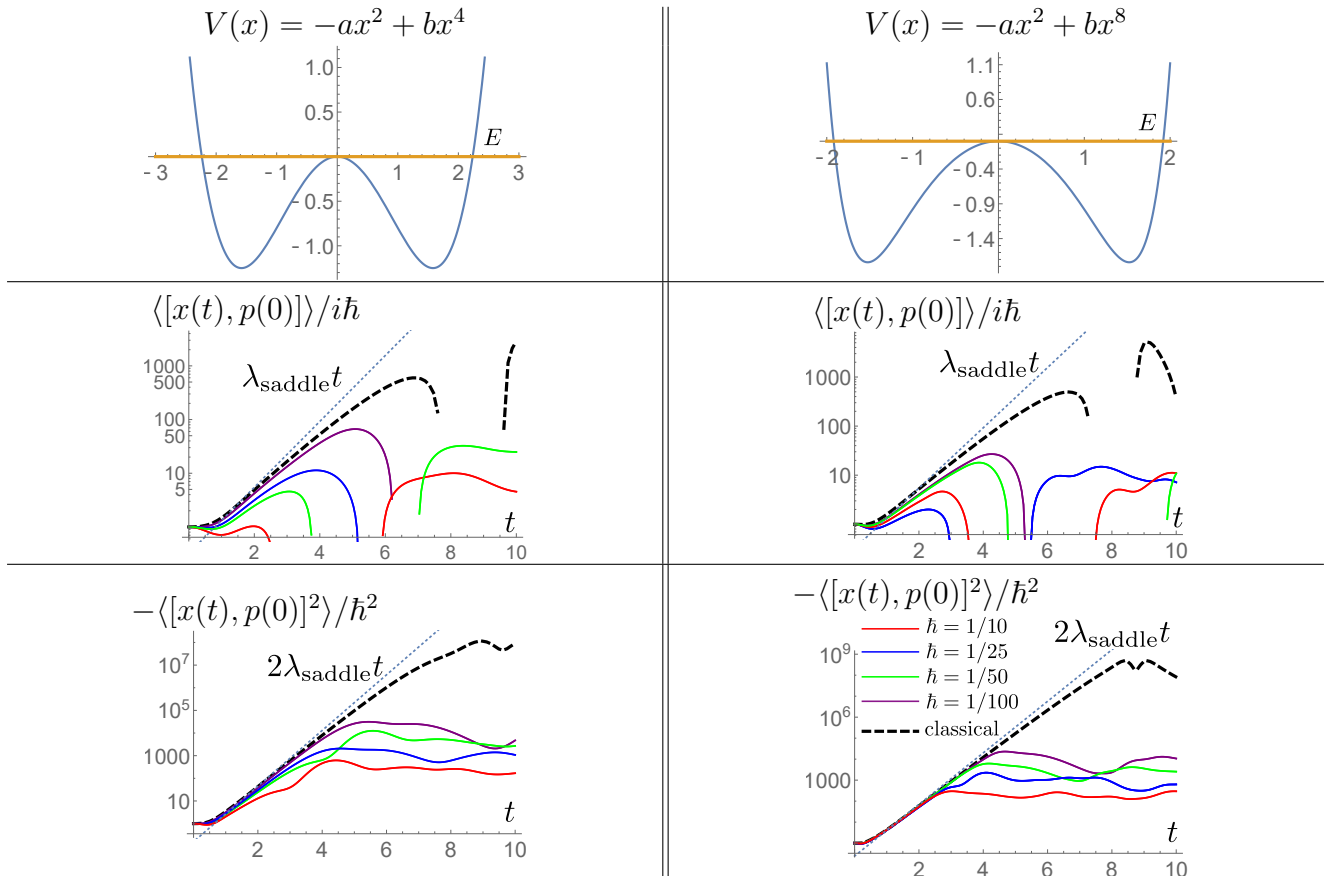 V(x) = −ax² + bx⁴
1.0
0.5
E
-3 -2 -1 1 2 3
-0.5
-1.0
V(x) = −ax² + bx⁸
1.1
0.6
E
-2 -1 1 2
-0.4
-0.9
-1.4
⟨[x(t), p(0)]⟩/iℏ
1000
500
100
50
10
5
λsaddle t
t
2 4 6 8 10
⟨[x(t), p(0)]⟩/iℏ
1000
100
10
λsaddle t
t
2 4 6 8 10
−⟨[x(t), p(0)]²⟩/ℏ²
10⁷
10⁵
1000
10
2λsaddle t
t
2 4 6 8 10
−⟨[x(t), p(0)]²⟩/ℏ²
ℏ = 1/10
ℏ = 1/25
ℏ = 1/50
ℏ = 1/100
classical
2λsaddle t
10⁹
10⁶
1000
t
2 4 6 8 10